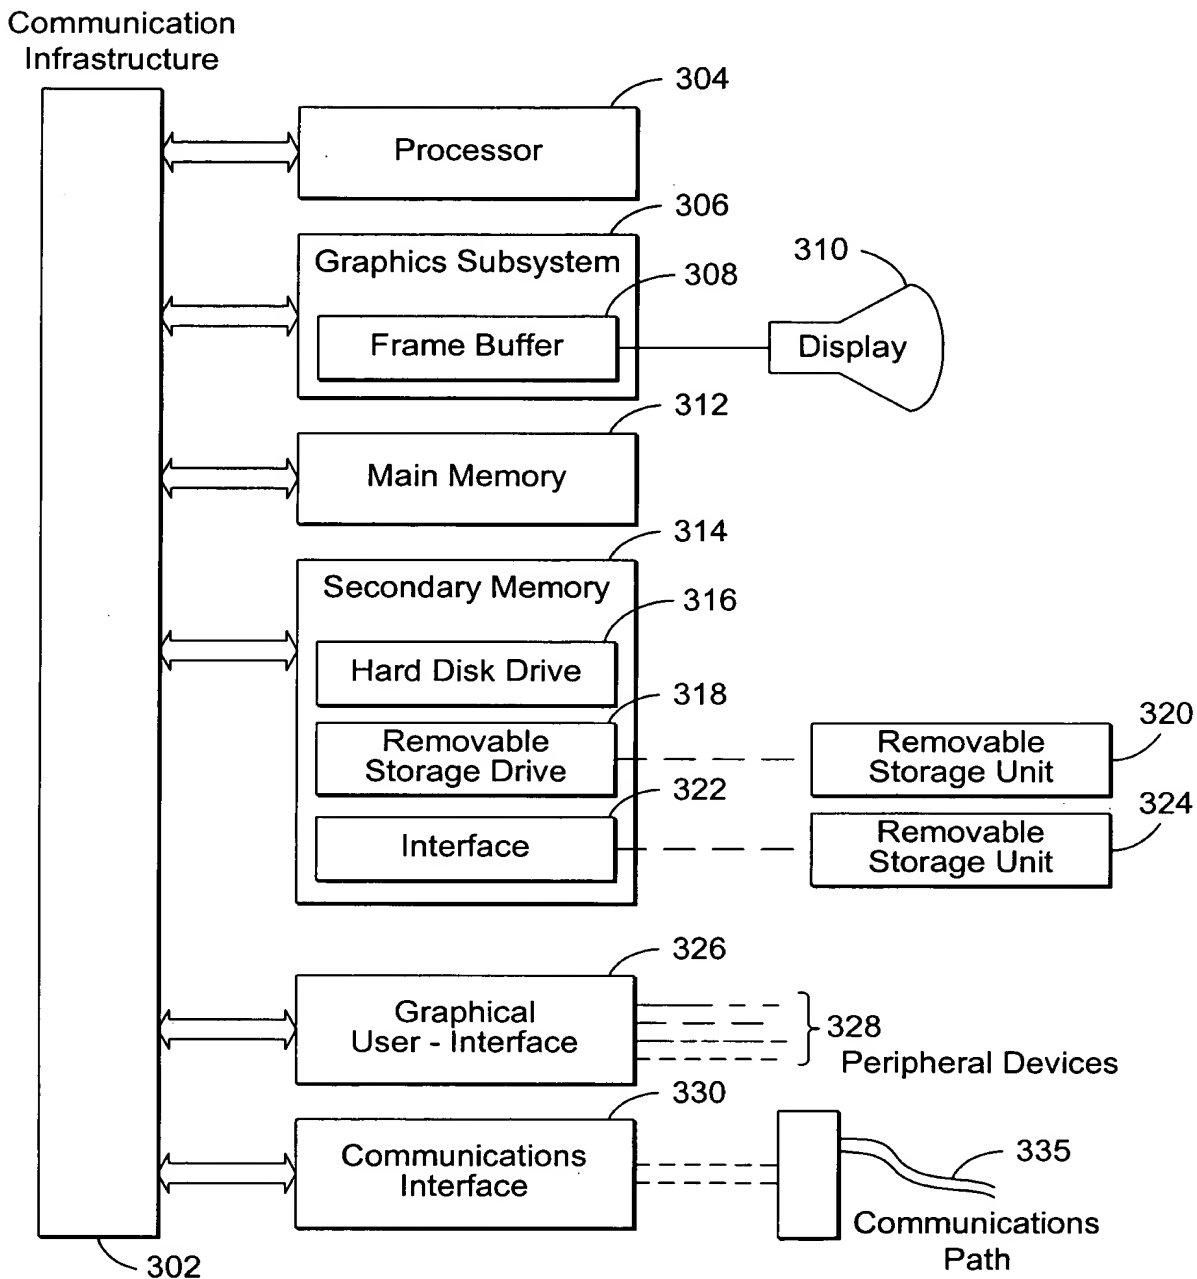 Communication
Infrastructure
304
Processor
306
Graphics Subsystem
308
Frame Buffer
310
Display
312
Main Memory
314
Secondary Memory
316
Hard Disk Drive
318
Removable
Storage Drive
320
Removable
Storage Unit
322
Interface
324
Removable
Storage Unit
326
Graphical
User - Interface
328
Peripheral Devices
330
Communications
Interface
335
Communications
Path
302